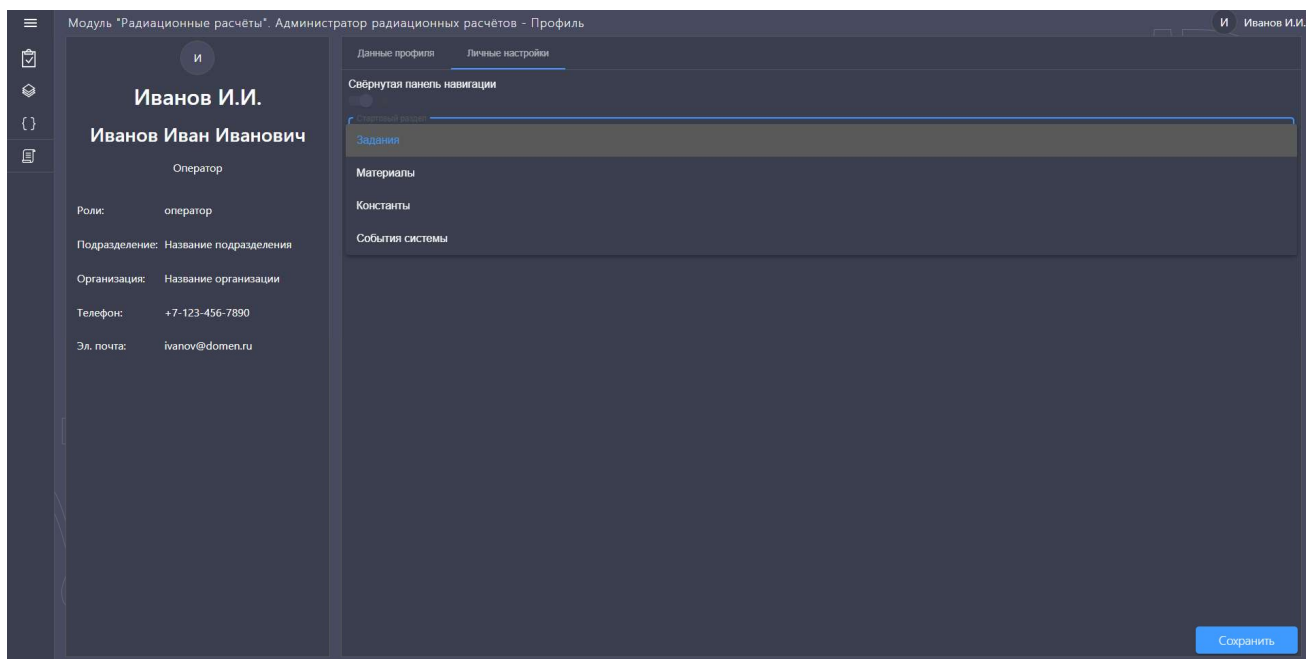 Модуль "Радиационные расчёты". Администратор радиационных расчётов - Профиль
И Иванов И.И.
И
Иванов И.И.
Иванов Иван Иванович
Оператор
Роли: оператор
Подразделение: Название подразделения
Организация: Название организации
Телефон: +7-123-456-7890
Эл. почта: ivanov@domen.ru
Данные профиля Личные настройки
Свёрнутая панель навигации
Стартовый раздел
Задания
Материалы
Константы
События системы
Сохранить